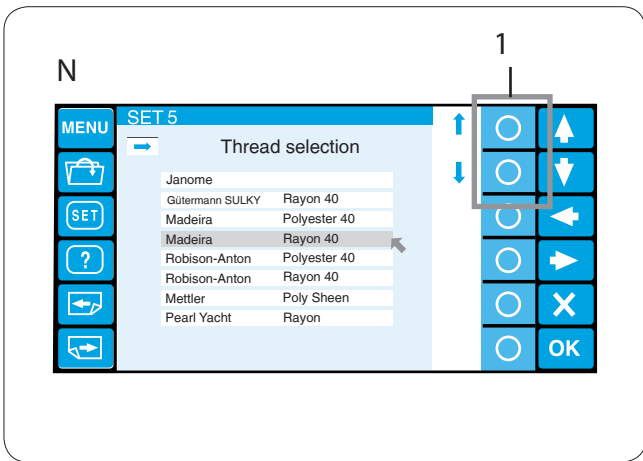 1
N
MENU
SET 5
Thread selection
Janome
Gütermann SULKY Rayon 40
SET
Madeira Polyester 40
Madeira Rayon 40
?
Robison-Anton Polyester 40
Robison-Anton Rayon 40
Mettler Poly Sheen
Pearl Yacht Rayon
OK